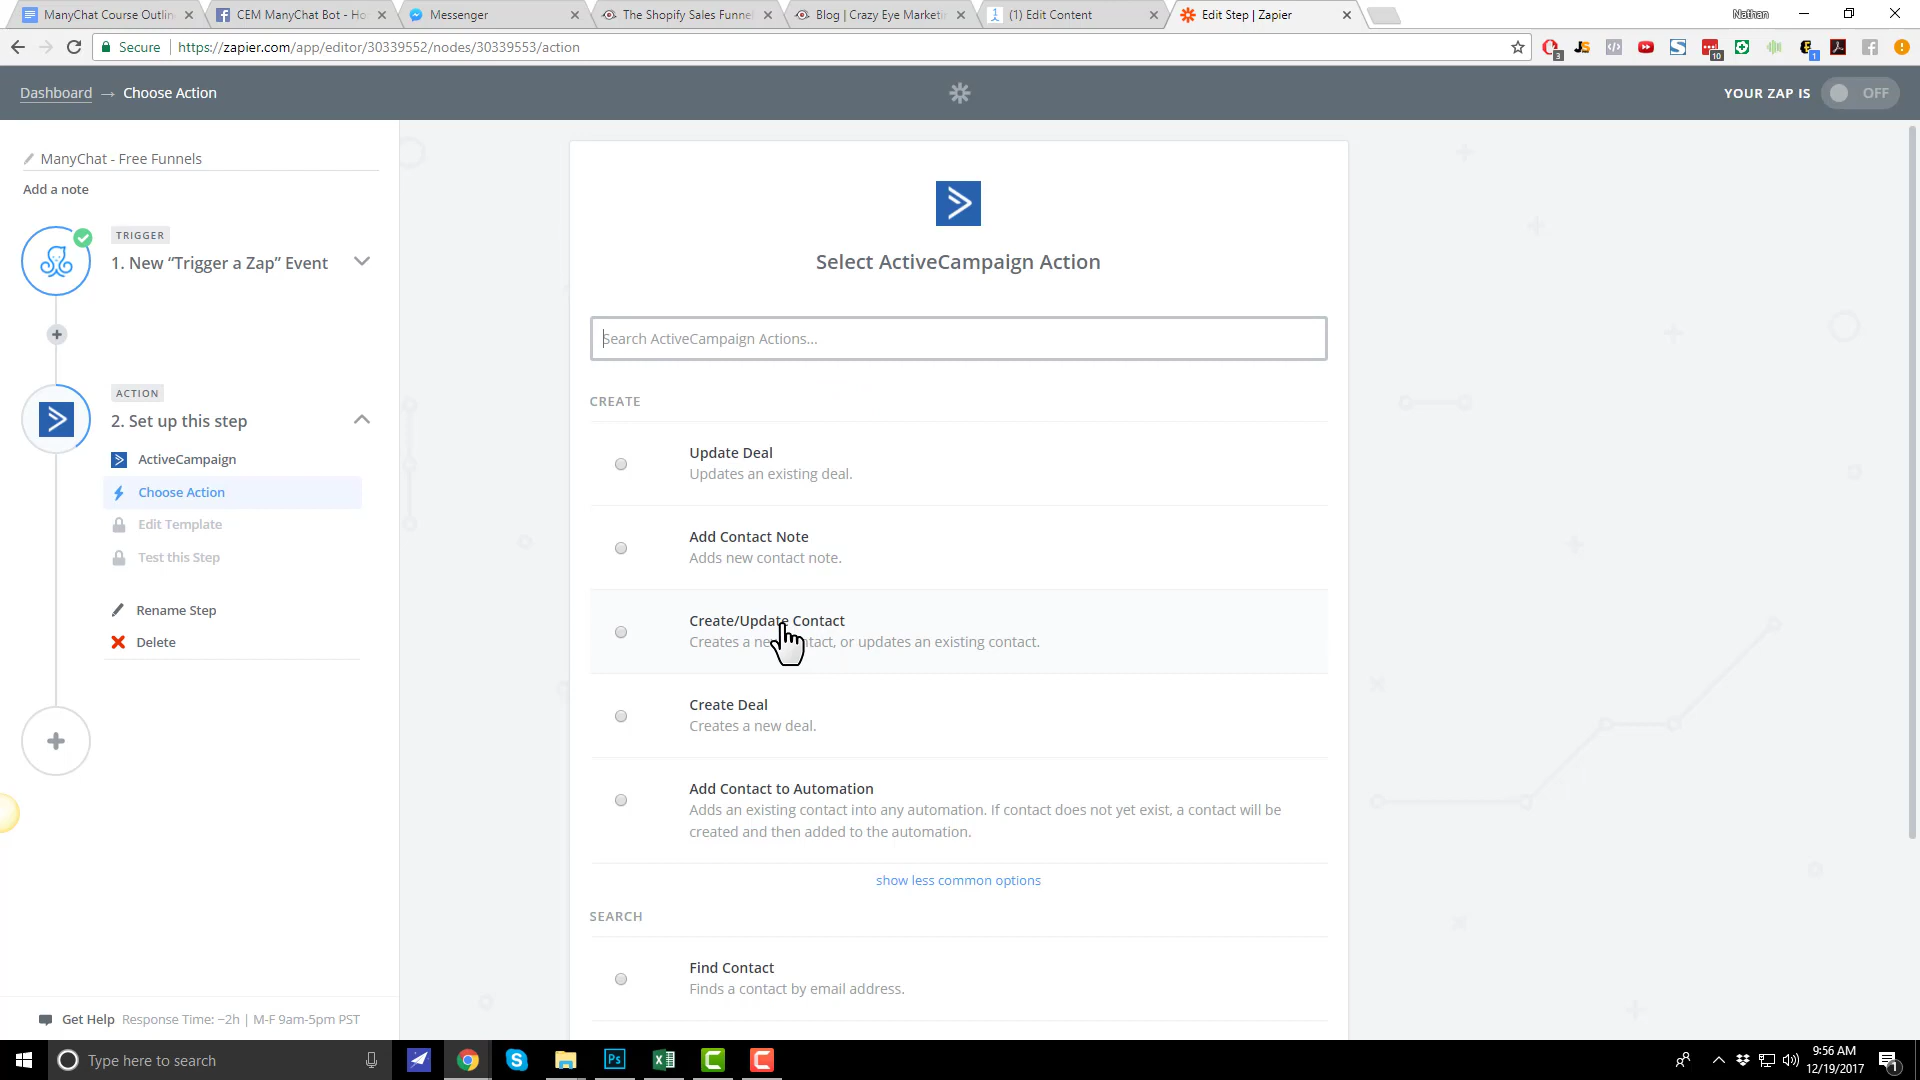 ManyChat Course Outlin
CEM ManyChat Bot - Ho
Messenger
The Shopify Sales Funne
Blog | Crazy Eye Marketi
(1) Edit Content
Edit Step | Zapier
Nathan
Secure
https://zapier.com/app/editor/30339552/nodes/30339553/action
3
JS
10
1
Dashboard → Choose Action
YOUR ZAP IS
OFF
ManyChat - Free Funnels
Add a note
TRIGGER
1. New “Trigger a Zap” Event
ACTION
2. Set up this step
ActiveCampaign
Choose Action
Edit Template
Test this Step
Rename Step
Delete
Get Help
Response Time: ~2h | M-F 9am-5pm PST
Select ActiveCampaign Action
Search ActiveCampaign Actions...
CREATE
Update Deal
Updates an existing deal.
Add Contact Note
Adds new contact note.
Create/Update Contact
Creates a new contact, or updates an existing contact.
Create Deal
Creates a new deal.
Add Contact to Automation
Adds an existing contact into any automation. If contact does not yet exist, a contact will be
created and then added to the automation.
show less common options
SEARCH
Find Contact
Finds a contact by email address.
Type here to search
Ps
9:56 AM
12/19/2017
1